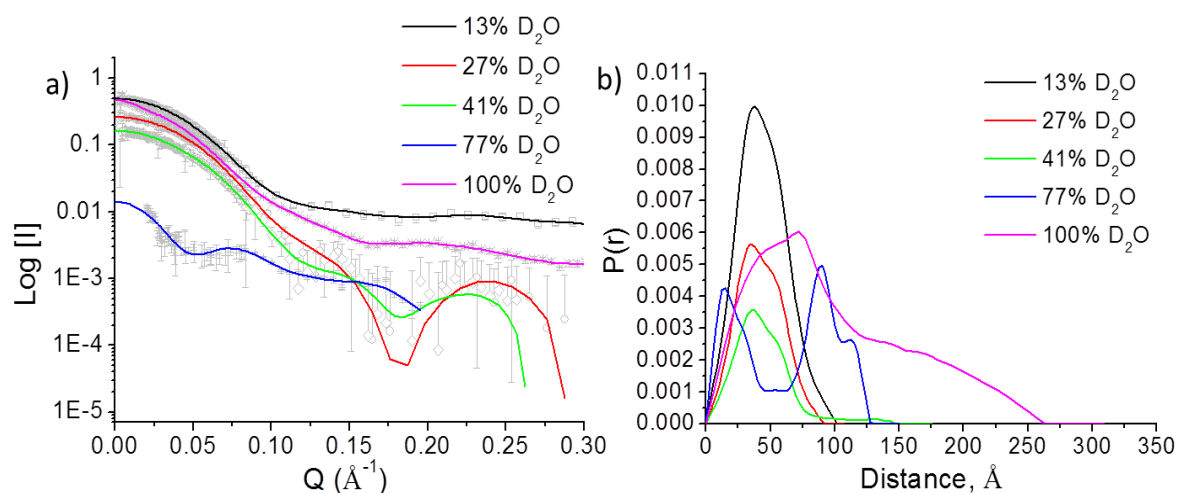 a)
13% D₂O
27% D₂O
41% D₂O
77% D₂O
100% D₂O
Log [I]
1
0.1
0.01
1E-3
1E-4
1E-5
0.00 0.05 0.10 0.15 0.20 0.25 0.30
Q (Å⁻¹)
b)
13% D₂O
27% D₂O
41% D₂O
77% D₂O
100% D₂O
P(r)
0.011
0.010
0.009
0.008
0.007
0.006
0.005
0.004
0.003
0.002
0.001
0.000
0 50 100 150 200 250 300 350
Distance, Å